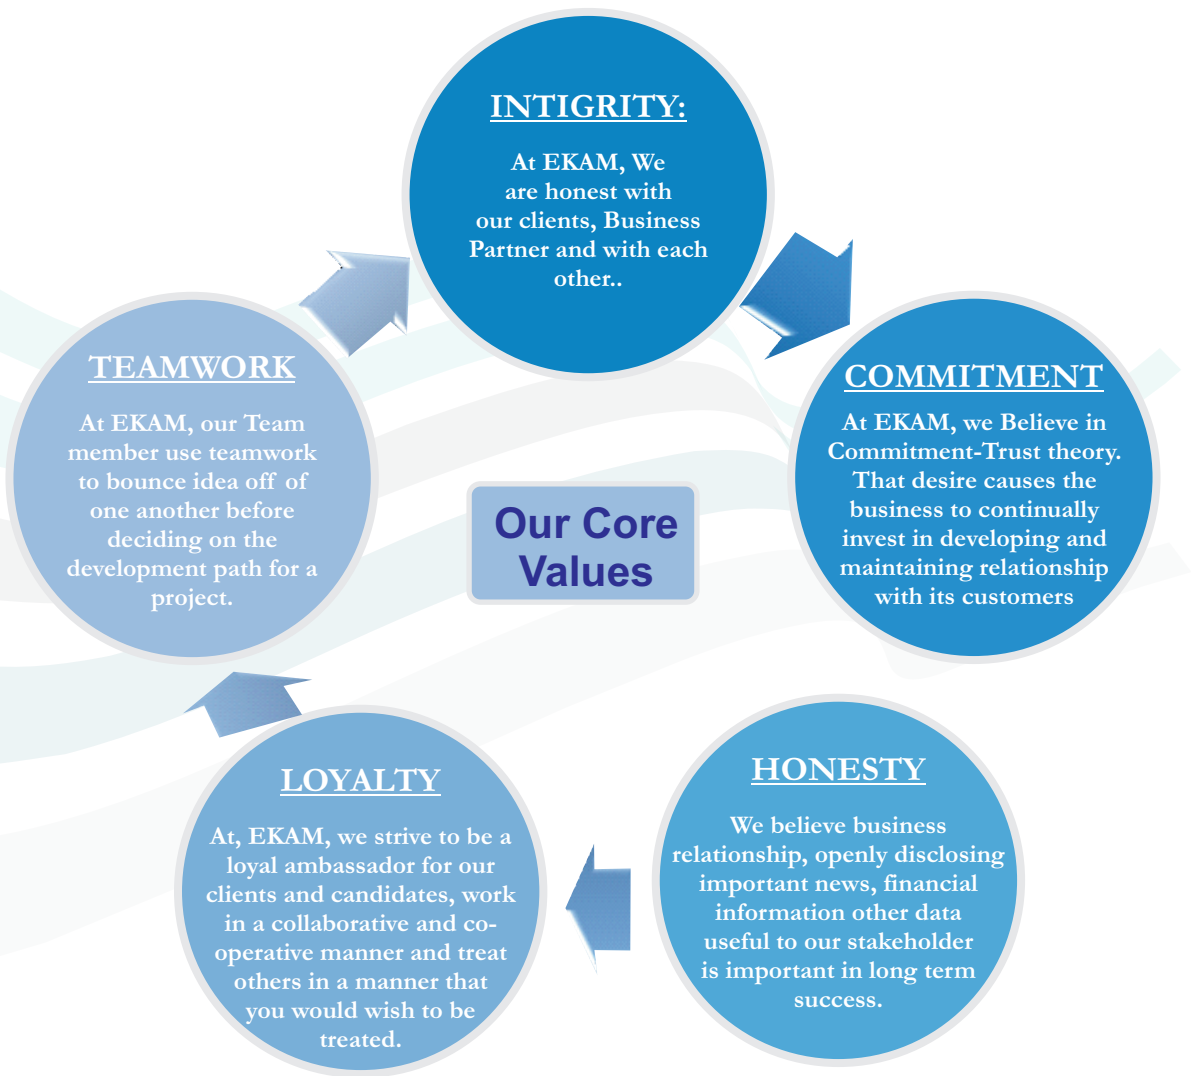 INTIGRITY:
At EKAM, We
are honest with
our clients, Business
Partner and with each
other..
COMMITMENT
At EKAM, we Believe in
Commitment-Trust theory.
That desire causes the
business to continually
invest in developing and
maintaining relationship
with its customers
HONESTY
We believe business
relationship, openly disclosing
important news, financial
information other data
useful to our stakeholder
is important in long term
success.
LOYALTY
At, EKAM, we strive to be a
loyal ambassador for our
clients and candidates, work
in a collaborative and co-
operative manner and treat
others in a manner that
you would wish to be
treated.
TEAMWORK
At EKAM, our Team
member use teamwork
to bounce idea off of
one another before
deciding on the
development path for a
project.
Our Core
Values